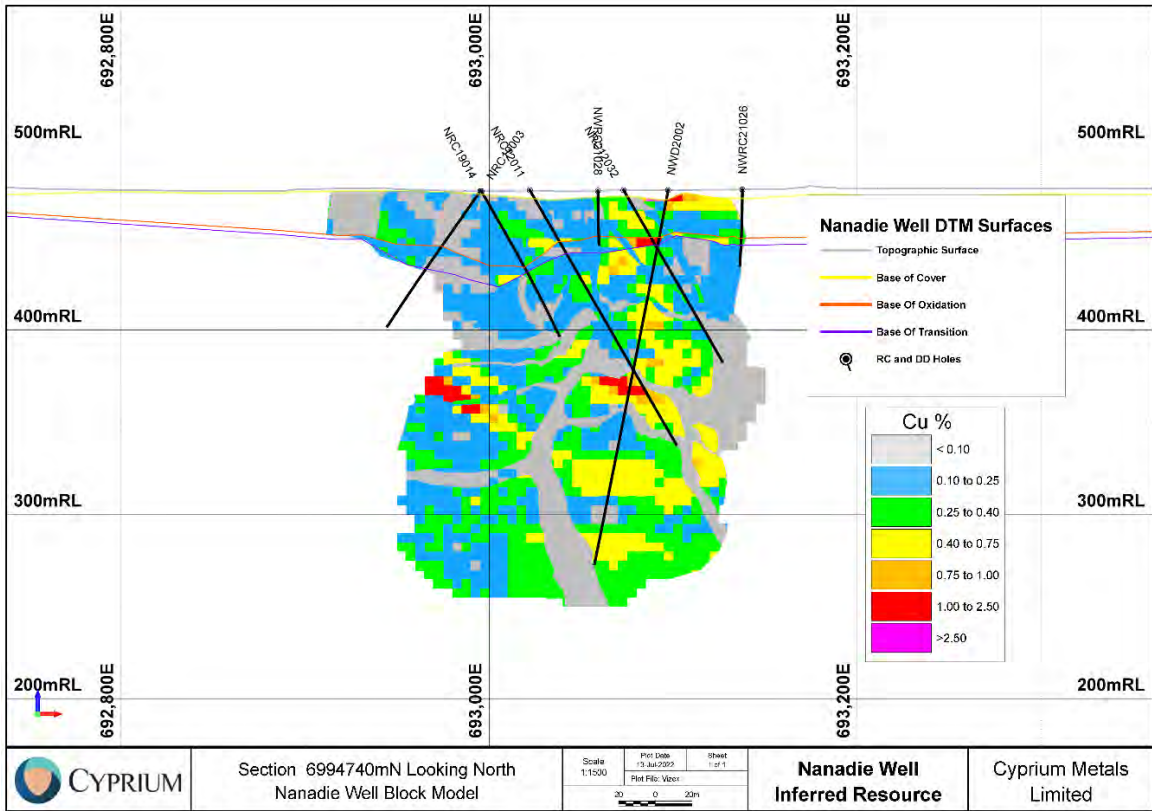 692,800E
693,000E
693,200E
500mRL
500mRL
NRC19014
NWRC21028
NWD2002
NWRC21026
Nanadie Well DTM Surfaces
Topographic Surface
Base of Cover
Base Of Oxidation
Base Of Transition
RC and DD Holes
400mRL
Cu %
< 0.10
0.10 to 0.25
0.25 to 0.40
0.40 to 0.75
0.75 to 1.00
1.00 to 2.50
>2.50
300mRL
300mRL
200mRL
200mRL
692,800E
693,000E
693,200E
CYPRIUM
Section 6994740mN Looking North
Nanadie Well Block Model
Scale
1:1500
Plot Date
13-Jul-2022
Sheet
1 of 1
Plot File: Vizex
20 0 20m
Nanadie Well
Inferred Resource
Cyprium Metals
Limited